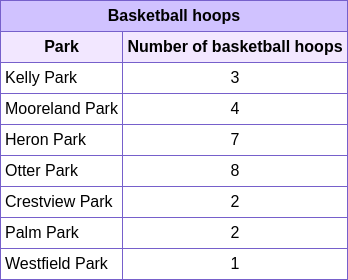 Basketball hoops
Park Number of basketball hoops
Kelly Park 3
Mooreland Park 4
Heron Park 7
Otter Park 8
Crestview Park 2
Palm Park 2
Westfield Park 1